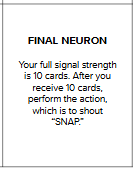 FINAL NEURON
Your full signal strength
is 10 cards. After you
receive 10 cards,
perform the action,
which is to shout
“SNAP.”